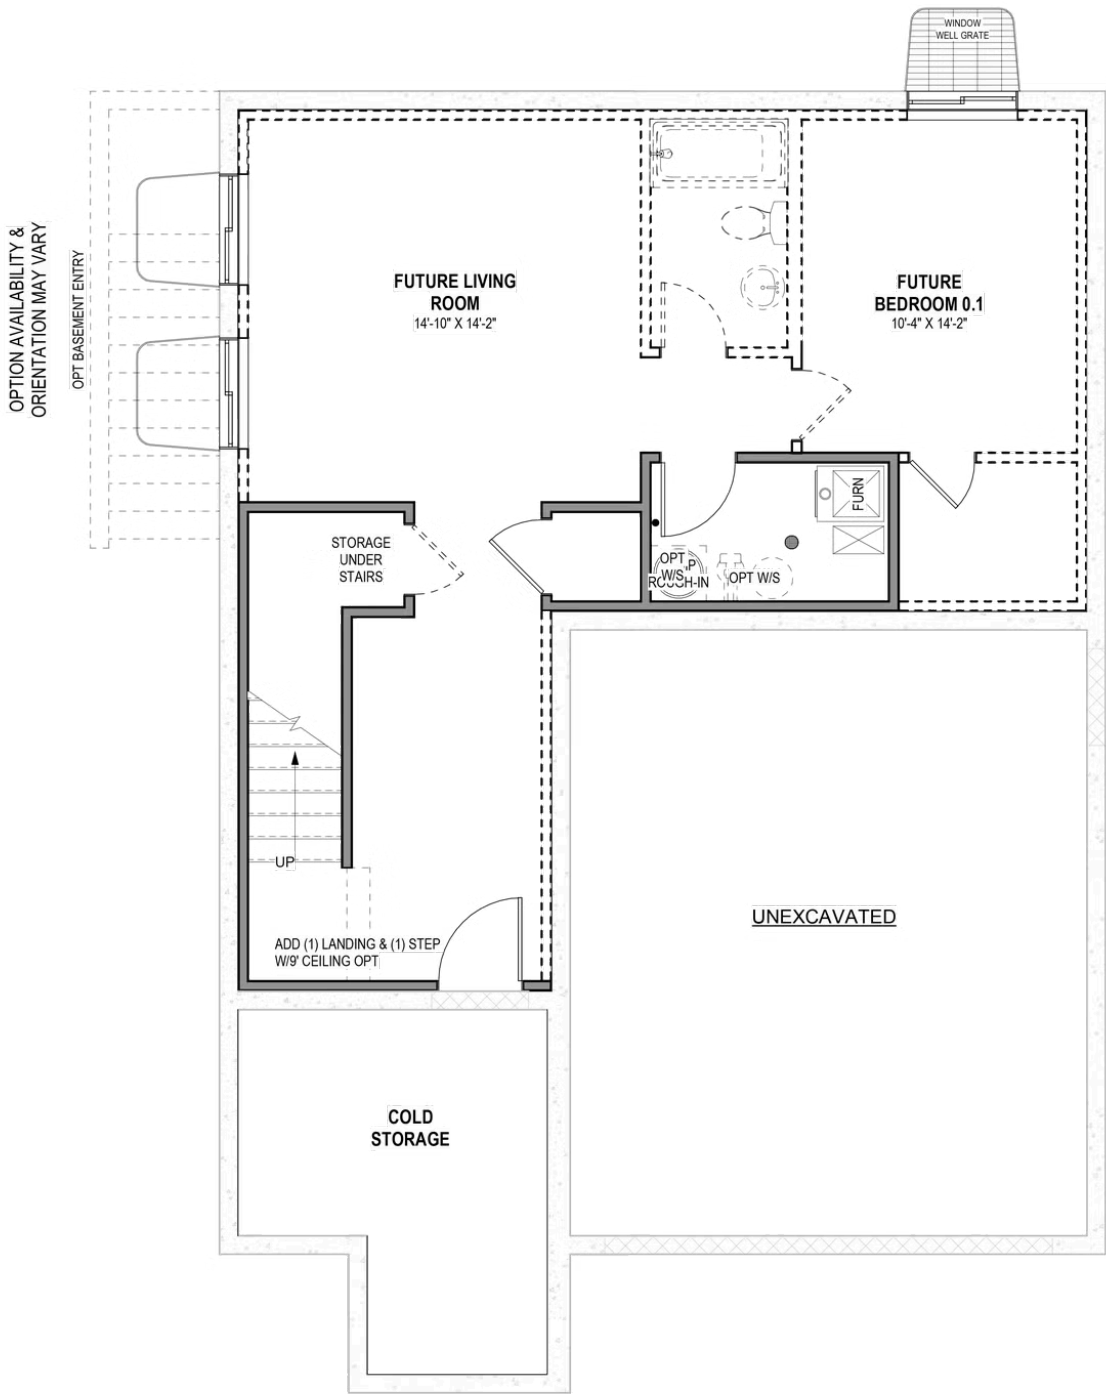 WINDOW
WELL GRATE
OPTION AVAILABILITY &
ORIENTATION MAY VARY
OPT BASEMENT ENTRY
FUTURE LIVING
ROOM
14'-10" X 14'-2"
FUTURE
BEDROOM 0.1
10'-4" X 14'-2"
FURN
STORAGE
UNDER
STAIRS
OPT
W/S
ROUGH-IN
OPT W/S
UP
ADD (1) LANDING & (1) STEP
W/9' CEILING OPT
UNEXCAVATED
COLD
STORAGE